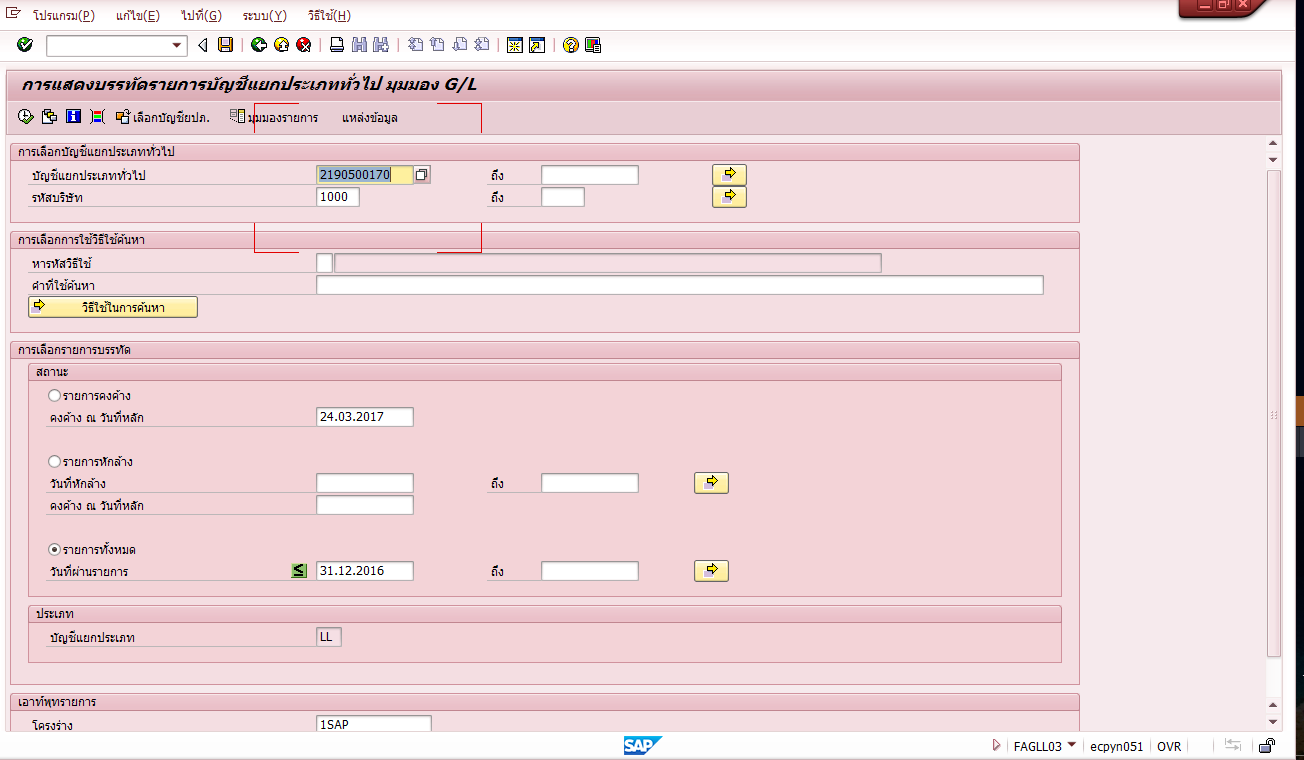 โปรแกรม(P) แก้ไข(E) ไปที่(G) ระบบ(Y) วิธีใช้(H)
การแสดงบรรทัดรายการบัญชีแยกประเภททั่วไป มุมมอง G/L
เลือกบัญชียปภ. มุมมองรายการ แหล่งข้อมูล
การเลือกบัญชีแยกประเภททั่วไป
บัญชีแยกประเภททั่วไป 2190500170 ถึง
รหัสบริษัท 1000 ถึง
การเลือกการใช้วิธีใช้ค้นหา
หารหัสวิธีใช้
คำที่ใช้ค้นหา
วิธีใช้ในการค้นหา
การเลือกรายการบรรทัด
สถานะ
รายการคงค้าง
คงค้าง ณ วันที่หลัก 24.03.2017
รายการหักล้าง
วันที่หักล้าง ถึง
คงค้าง ณ วันที่หลัก
รายการทั้งหมด
วันที่ผ่านรายการ ≤ 31.12.2016 ถึง
ประเภท
บัญชีแยกประเภท LL
เอาท์พุทรายการ
โครงร่าง 1SAP
SAP FAGLL03 ecpyn051 OVR